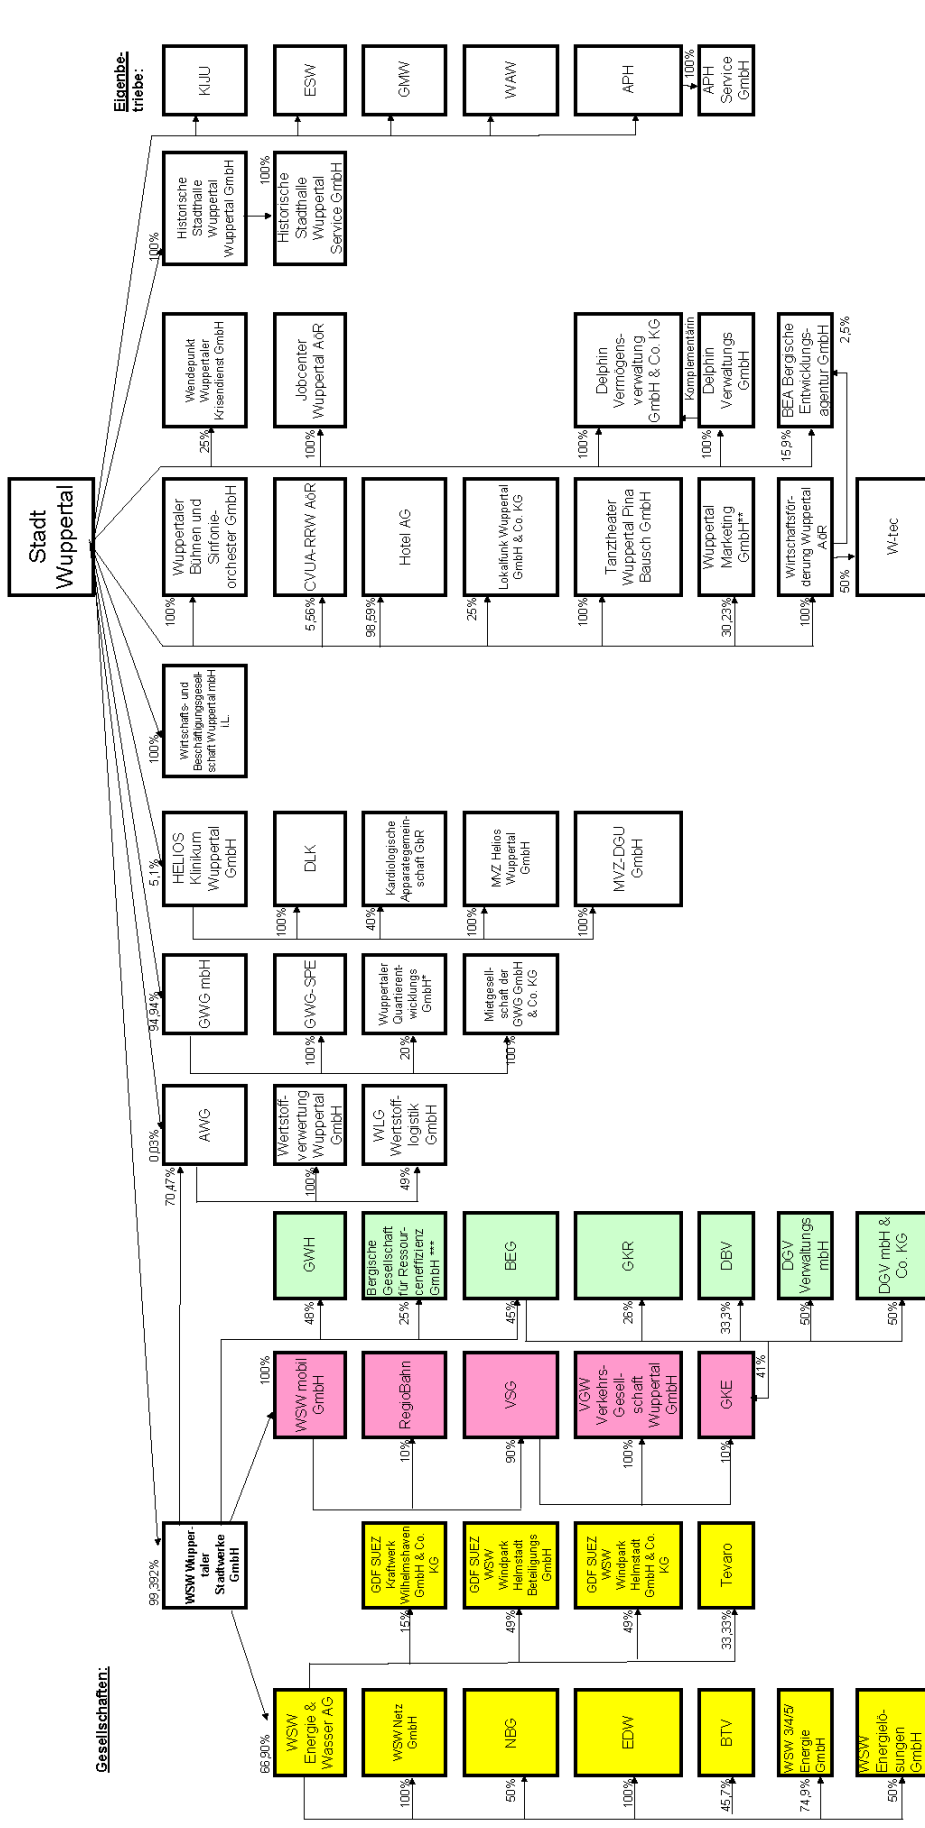 Stadt
Wuppertal
Gesellschaften:
Eigenbe-
triebe:
99,392%
WSW Wupper-
taler
Stadtwerke
GmbH
66,90%
WSW
Energie &
Wasser AG
100%
WSW Netz
GmbH
50%
NBG
100%
EDW
45,7%
BTV
74,9%
WSW 3/4/5/
Energie
GmbH
50%
WSW
Energielö-
sungen
GmbH
15%
GDF SUEZ
Kraftwerk
Wilhelmshaven
GmbH & Co.
KG
49%
GDF SUEZ
WSW
Windpark
Helmstadt
Beteiligungs
GmbH
49%
GDF SUEZ
WSW
Windpark
Helmstadt
GmbH & Co.
KG
33,33%
Tevaro
100%
WSW mobil
GmbH
10%
RegioBahn
90%
VSG
100%
VGW
Verkehrs-
Gesell-
schaft
Wuppertal
GmbH
10%
GKE
41%
48%
GWH
25%
Bergische
Gesellschaft
für Ressour-
ceneffizienz
GmbH ***
45%
BEG
26%
GKR
33,3%
DBV
50%
DGV
Verwaltungs
mbH
50%
DGV mbH &
Co. KG
0,03%
70,47%
AWG
100%
Wertstoff-
verwertung
Wuppertal
GmbH
49%
WLG
Wertstoff-
logistik
GmbH
94,94%
GWG mbH
100%
GWG-SPE
20%
Wuppertaler
Quartierent-
wicklungs
GmbH*
100%
Mietgesell-
schaft der
GWG GmbH
& Co. KG
5,1%
HELIOS
Klinikum
Wuppertal
GmbH
100%
DLK
40%
Kardiologische
Apparategemein-
schaft GbR
100%
MVZ Helios
Wuppertal
GmbH
100%
MVZ-DGU
GmbH
100%
Wirtschafts- und
Beschäftigungsgesell-
schaft Wuppertal mbH
i.L.
100%
Wuppertaler
Bühnen und
Sinfonie-
orchester GmbH
5,56%
CVUA-RRW AöR
98,59%
Hotel AG
25%
Lokalfunk Wuppertal
GmbH & Co. KG
100%
Tanztheater
Wuppertal Pina
Bausch GmbH
30,23%
Wuppertal
Marketing
GmbH**
100%
Wirtschaftsför-
derung Wuppertal
AöR
50%
W-tec
25%
Wendepunkt
Wuppertaler
Krisendienst GmbH
100%
Jobcenter
Wuppertal AöR
100%
Delphin
Vermögens-
verwaltung
GmbH & Co. KG
Komplementärin
100%
Delphin
Verwaltungs
GmbH
15,9%
BEA Bergische
Entwicklungs-
agentur GmbH
2,5%
100%
Historische
Stadthalle
Wuppertal
Wuppertal GmbH
100%
Historische
Stadthalle
Wuppertal
Service GmbH
KIJU
ESW
GMW
WAW
APH
100%
APH
Service
GmbH